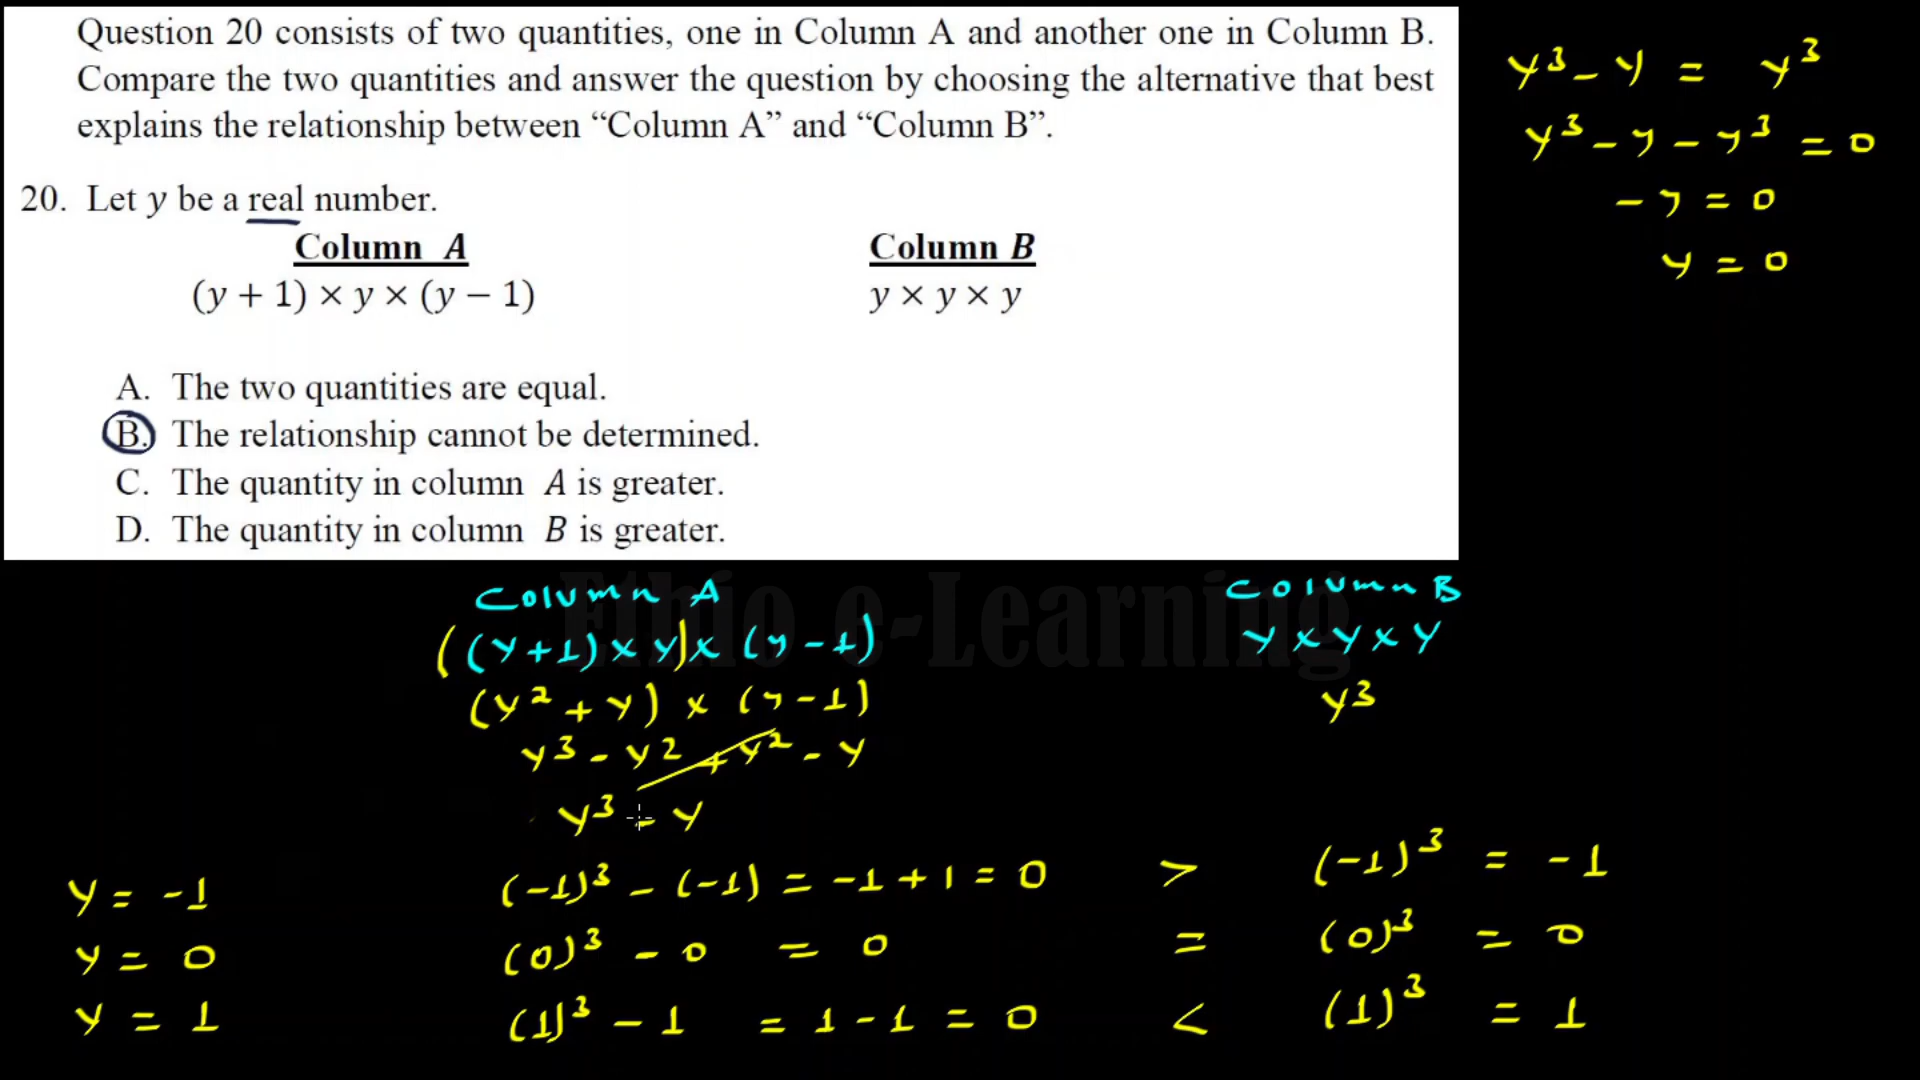 Question 20 consists of two quantities, one in Column A and another one in Column B.
Compare the two quantities and answer the question by choosing the alternative that best
explains the relationship between “Column A” and “Column B”.
20. Let y be a real number.
Column A Column B
(y + 1) × y × (y − 1) y × y × y
A. The two quantities are equal.
B. The relationship cannot be determined.
C. The quantity in column A is greater.
D. The quantity in column B is greater.
y³ - y = y³
y³ - y - y³ = 0
- y = 0
y = 0
Ethio e-Learning
Column A Column B
((y+1) × y) × (y - 1) y × y × y
(y² + y) × (y - 1) y³
y³ - y² + y² - y
y³ - y
y = -1 (-1)³ - (-1) = -1 + 1 = 0 > (-1)³ = -1
y = 0 (0)³ - 0 = 0 = (0)³ = 0
y = 1 (1)³ - 1 = 1 - 1 = 0 < (1)³ = 1